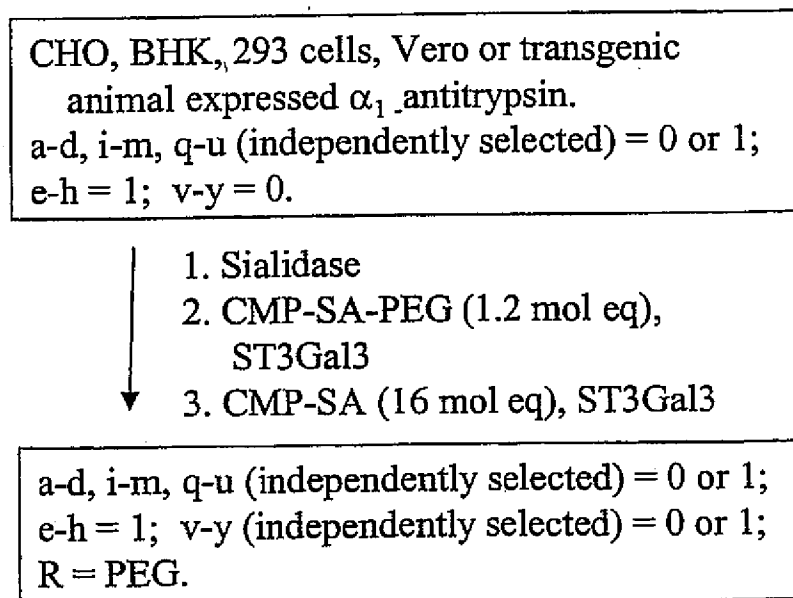 CHO, BHK, 293 cells, Vero or transgenic
animal expressed α₁ antitrypsin.
a-d, i-m, q-u (independently selected) = 0 or 1;
e-h = 1; v-y = 0.
1. Sialidase
2. CMP-SA-PEG (1.2 mol eq),
ST3Gal3
3. CMP-SA (16 mol eq), ST3Gal3
a-d, i-m, q-u (independently selected) = 0 or 1;
e-h = 1; v-y (independently selected) = 0 or 1;
R = PEG.